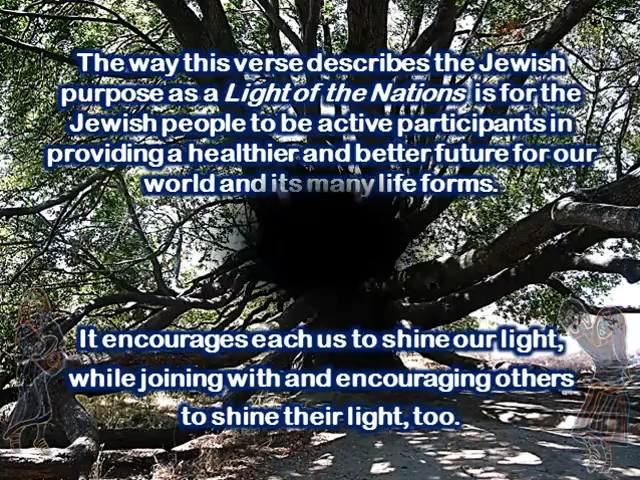 The way this verse describes the Jewish
purpose as a Light of the Nations is for the
Jewish people to be active participants in
providing a healthier and better future for our
world and its many life forms.
It encourages each us to shine our light,
while joining with and encouraging others
to shine their light, too.